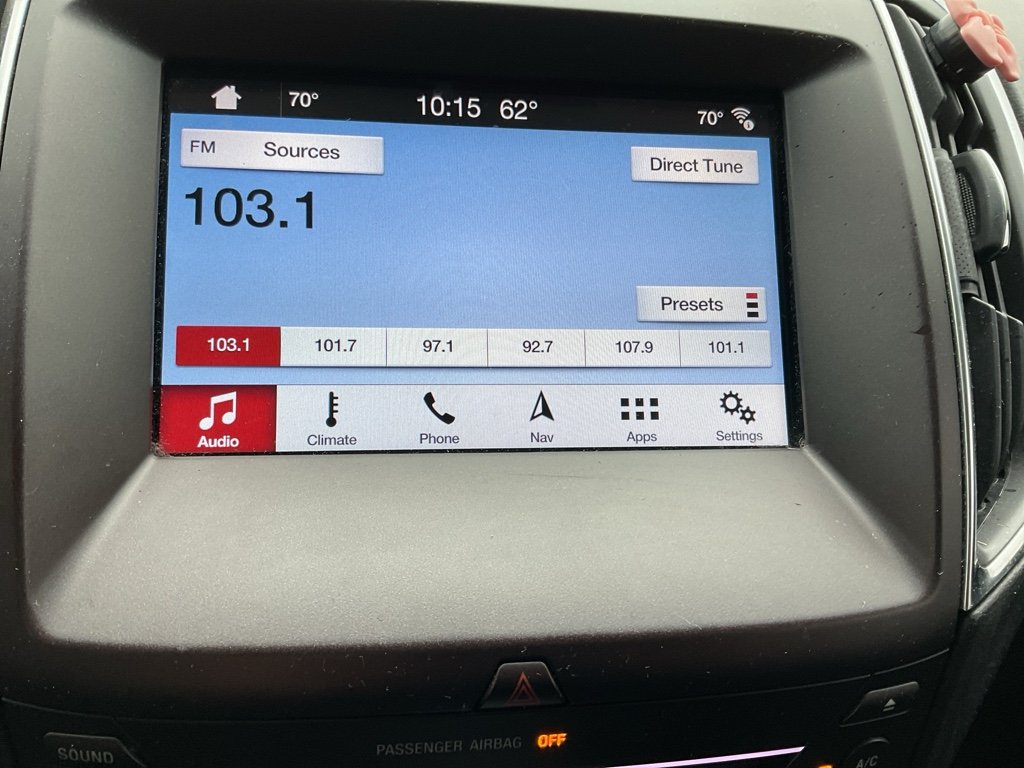 70° 10:15 62° 70°
FM Sources Direct Tune
103.1
Presets
103.1 101.7 97.1 92.7 107.9 101.1
Audio Climate Phone Nav Apps Settings
SOUND PASSENGER AIRBAG OFF A/C